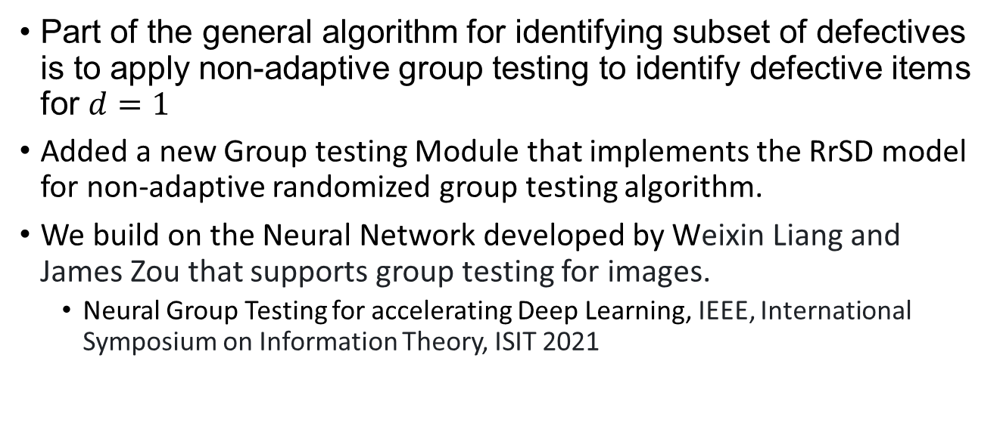 • Part of the general algorithm for identifying subset of defectives
is to apply non-adaptive group testing to identify defective items
for 𝑑 = 1
• Added a new Group testing Module that implements the RrSD model
for non-adaptive randomized group testing algorithm.
• We build on the Neural Network developed by Weixin Liang and
James Zou that supports group testing for images.
• Neural Group Testing for accelerating Deep Learning, IEEE, International
Symposium on Information Theory, ISIT 2021